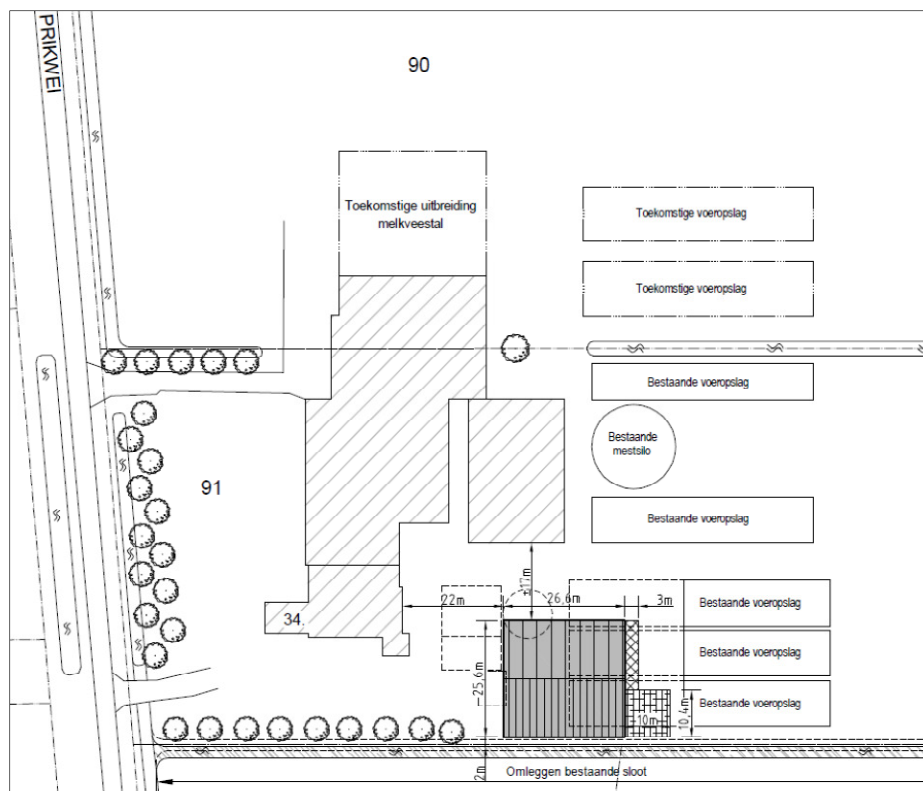 PRIKWEI
90
Toekomstige uitbreiding
melkveestal
Toekomstige voeropslag
Toekomstige voeropslag
Bestaande voeropslag
Bestaande
mestsilo
91
Bestaande voeropslag
22m
26,6m
3m
Bestaande voeropslag
34
Bestaande voeropslag
25,6m
Bestaande voeropslag
10m
10,4m
2m
Omleggen bestaande sloot